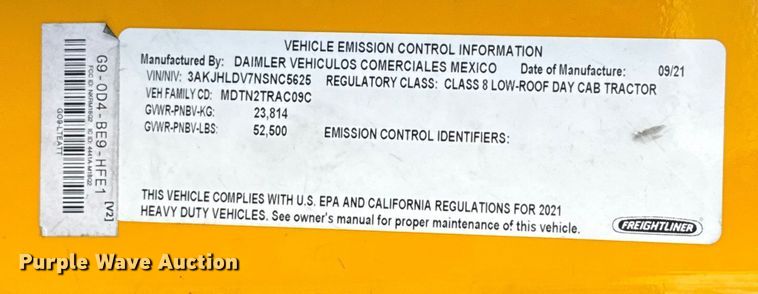 VEHICLE EMISSION CONTROL INFORMATION
Manufactured By: DAIMLER VEHICULOS COMERCIALES MEXICO Date of Manufacture: 09/21
VIN/NIV: 3AKJHLDV7NSNC5625 REGULATORY CLASS: CLASS 8 LOW-ROOF DAY CAB TRACTOR
VEH FAMILY CD: MDTN2TRAC09C
GVWR-PNBV-KG: 23,814
GVWR-PNBV-LBS: 52,500 EMISSION CONTROL IDENTIFIERS:
THIS VEHICLE COMPLIES WITH U.S. EPA AND CALIFORNIA REGULATIONS FOR 2021
HEAVY DUTY VEHICLES. See owner's manual for proper maintenance of this vehicle.
FREIGHTLINER
G9-0D4-BE9-HFE1 [V2]
GO9-LTEATT
Purple Wave Auction